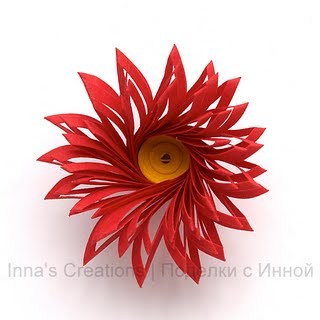 Inna's Creations | Поделки с Инной